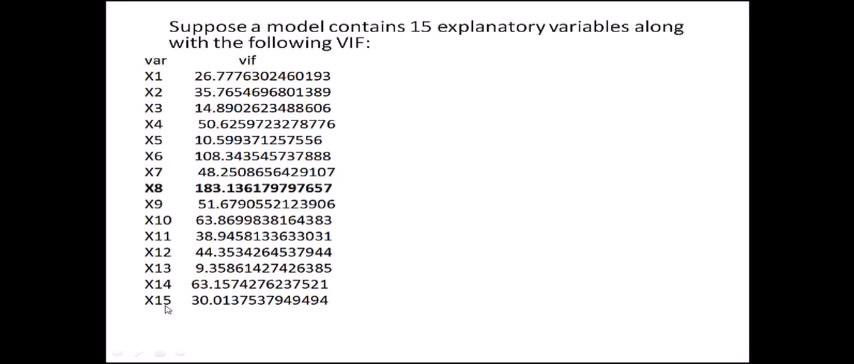 Suppose a model contains 15 explanatory variables along
with the following VIF:
var vif
X1 26.7776302460193
X2 35.7654696801389
X3 14.8902623488606
X4 50.6259723278776
X5 10.599371257556
X6 108.343545737888
X7 48.2508656429107
X8 183.136179797657
X9 51.6790552123906
X10 63.8699838164383
X11 38.9458133633031
X12 44.3534264537944
X13 9.35861427426385
X14 63.1574276237521
X15 30.0137537949494